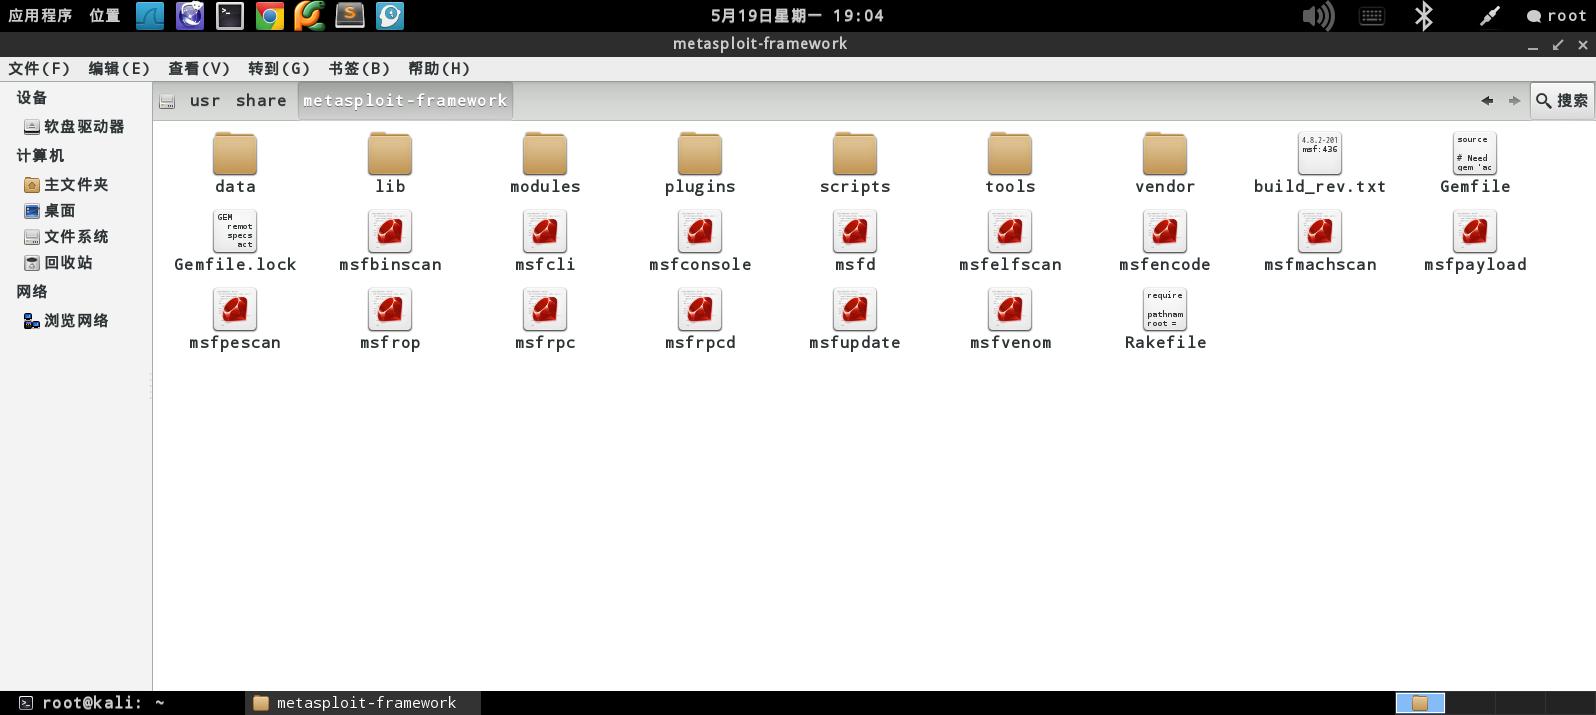 应用程序 位置 5月19日星期一 19:04 root
metasploit-framework
文件(F) 编辑(E) 查看(V) 转到(G) 书签(B) 帮助(H)
usr share metasploit-framework 搜索
设备
软盘驱动器
计算机
主文件夹
桌面
文件系统
回收站
网络
浏览网络
4.8.2-201
msf:436
source
# Need
gem 'ac
data lib modules plugins scripts tools vendor build_rev.txt Gemfile
GEM
remot
specs
act
Gemfile.lock msfbinscan msfcli msfconsole msfd msfelfscan msfencode msfmachscan msfpayload
require
pathnam
root =
msfpescan msfrop msfrpc msfrpcd msfupdate msfvenom Rakefile
root@kali: ~ metasploit-framework